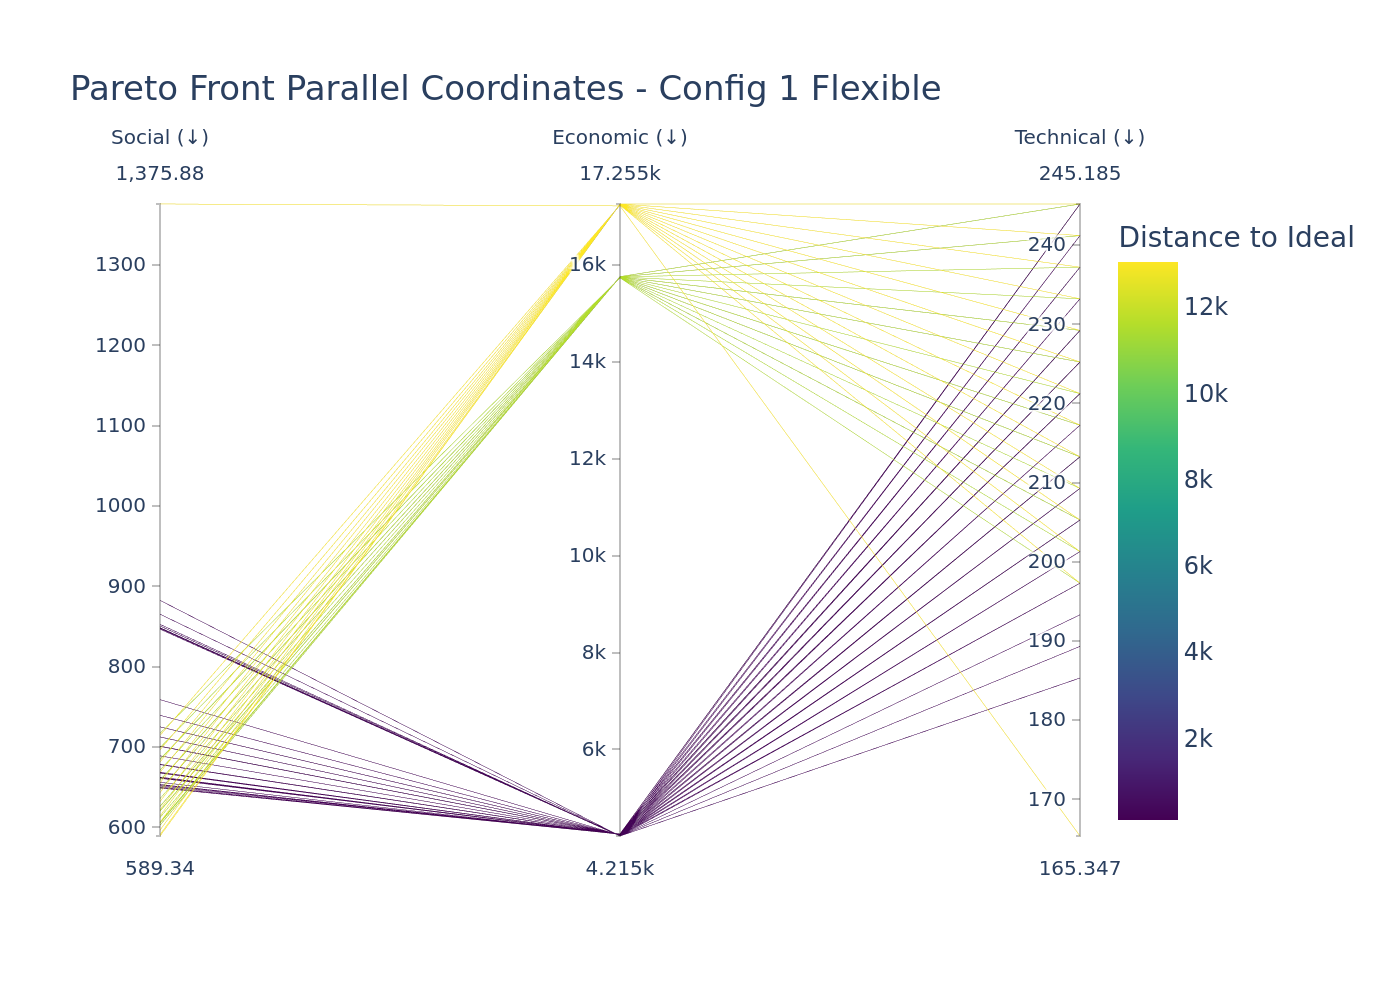 Pareto Front Parallel Coordinates - Config 1 Flexible
Social (↓) Economic (↓) Technical (↓)
1,375.88 17.255k 245.185
Distance to Ideal
1300
1200
1100
1000
900
800
700
600
16k
14k
12k
10k
8k
6k
240
230
220
210
200
190
180
170
12k
10k
8k
6k
4k
2k
589.34 4.215k 165.347